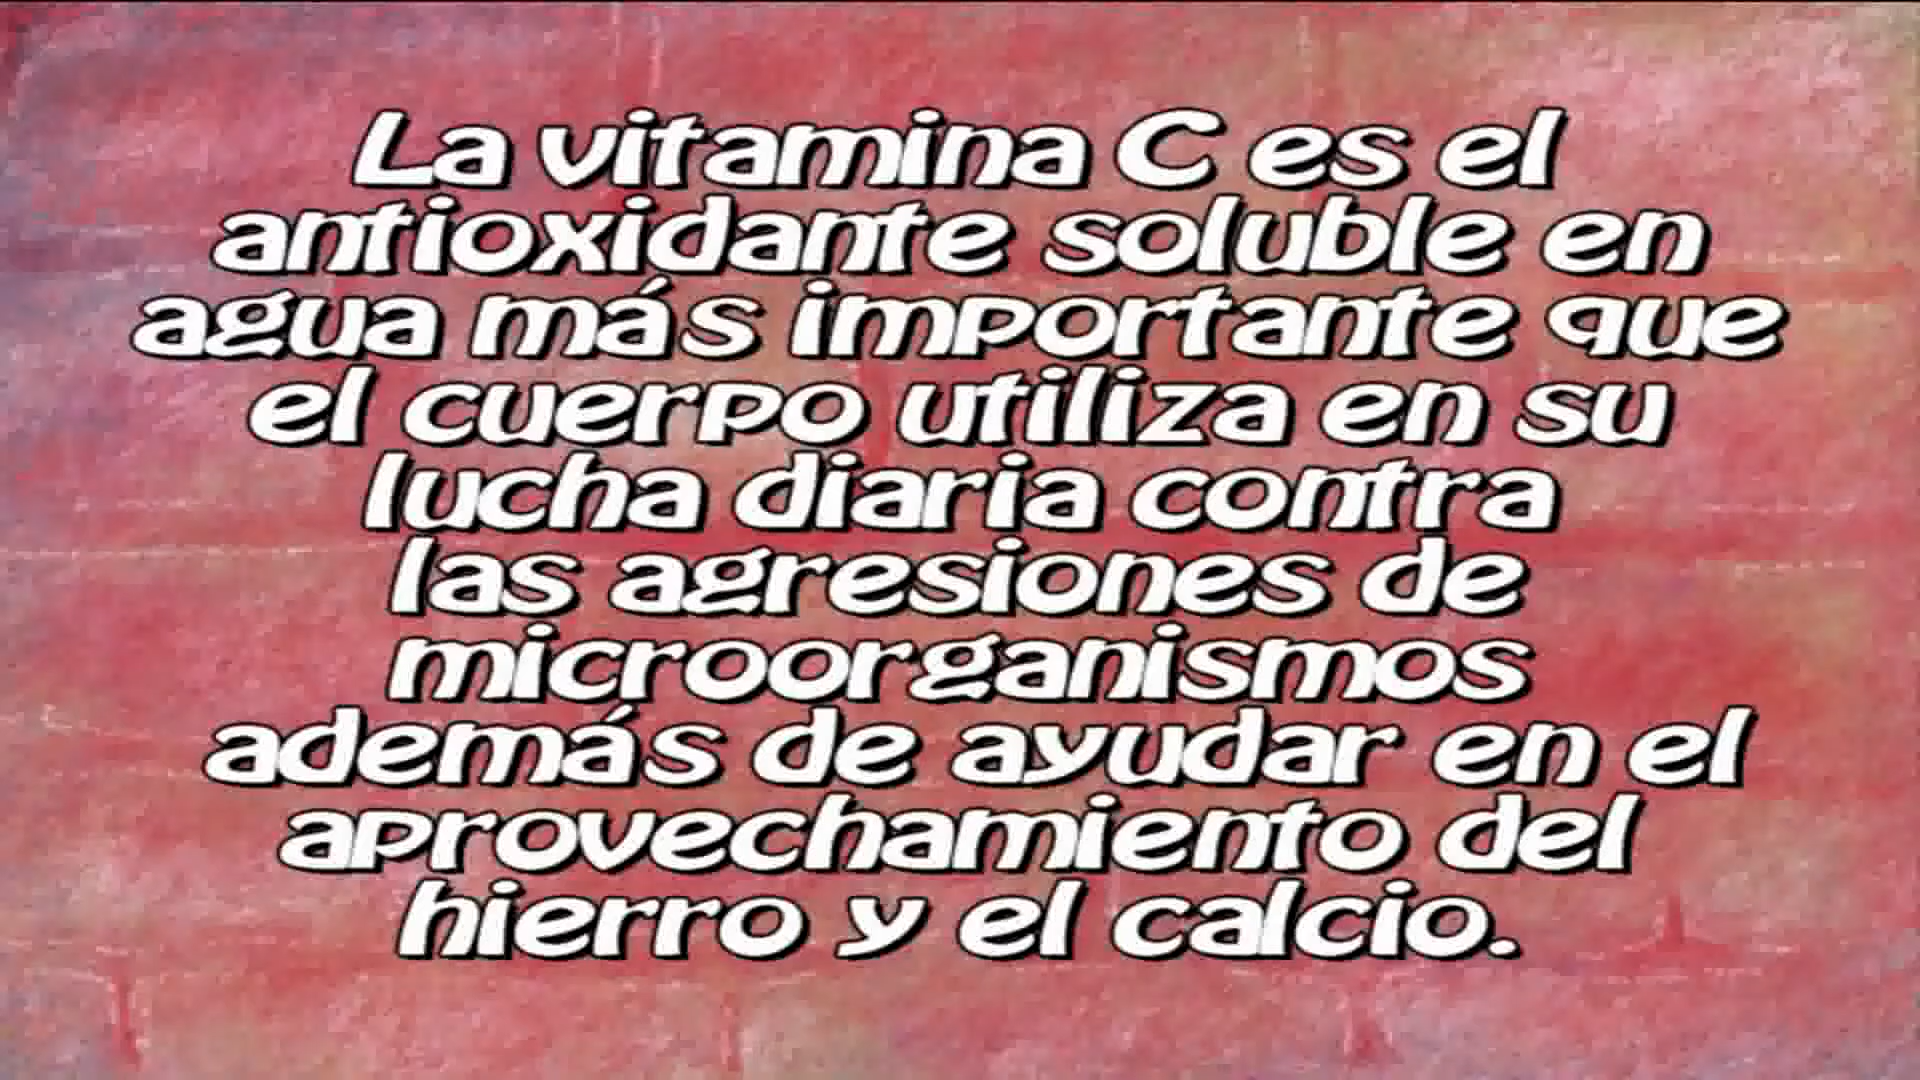 La vitamina C es el
antioxidante soluble en
agua más importante que
el cuerpo utiliza en su
lucha diaria contra
las agresiones de
microorganismos
además de ayudar en el
aprovechamiento del
hierro y el calcio.